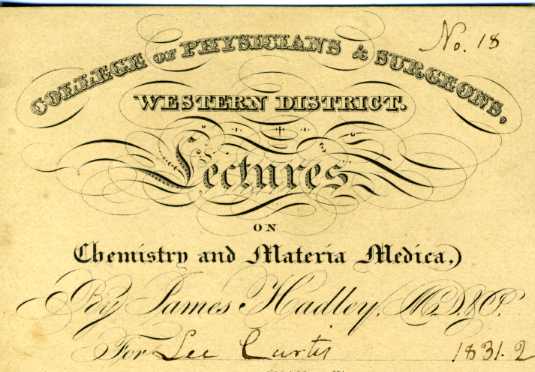 No. 18
COLLEGE OF PHYSICIANS & SURGEONS,
WESTERN DISTRICT.
Lectures
ON
Chemistry and Materia Medica,
By James Hadley, M.D. & P.
For Lee Curtis 1831.2